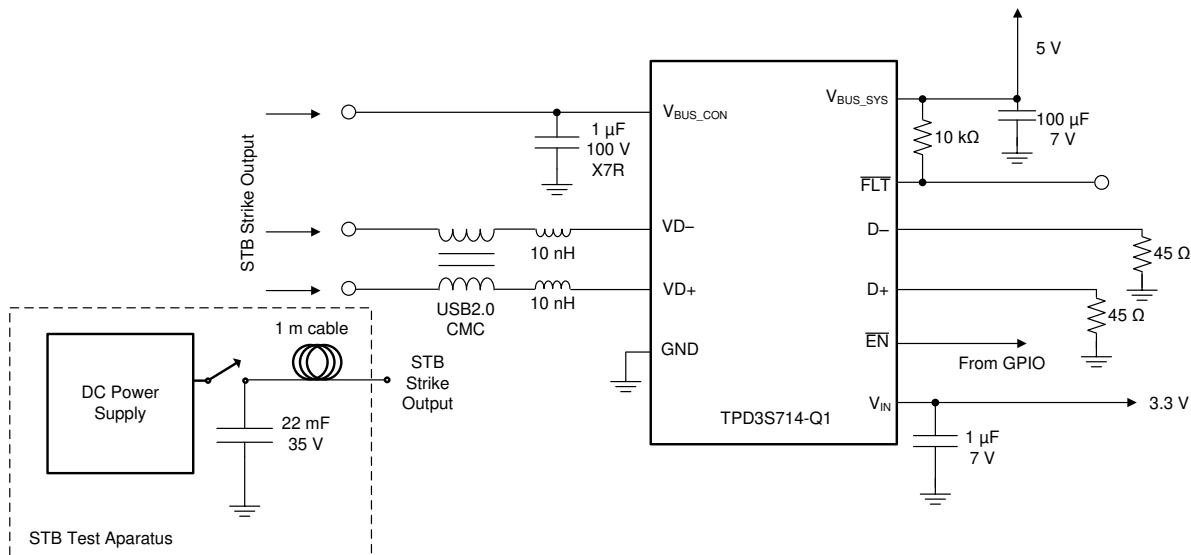 5 V
V_BUS_CON
V_BUS_SYS
1 µF
100 V
X7R
100 µF
7 V
10 kΩ
FLT
STB Strike Output
VD–
10 nH
D–
45 Ω
VD+
10 nH
USB2.0
CMC
D+
45 Ω
1 m cable
GND
EN
From GPIO
STB
Strike
Output
DC Power
Supply
22 mF
35 V
V_IN
3.3 V
TPD3S714-Q1
1 µF
7 V
STB Test Aparatus